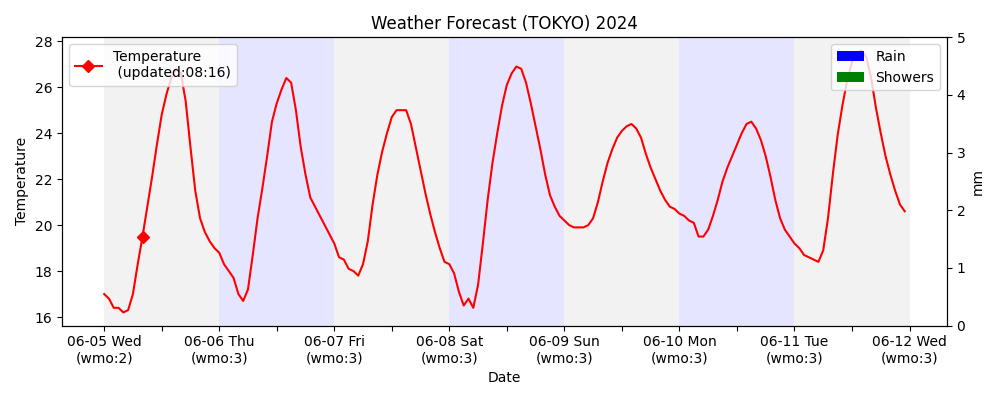 Weather Forecast (TOKYO) 2024
Temperature
(updated:08:16)
Rain
Showers
28
26
24
22
20
18
16
Temperature
5
4
3
2
1
0
mm
06-05 Wed
(wmo:2)
06-06 Thu
(wmo:3)
06-07 Fri
(wmo:3)
06-08 Sat
(wmo:3)
06-09 Sun
(wmo:3)
06-10 Mon
(wmo:3)
06-11 Tue
(wmo:3)
06-12 Wed
(wmo:3)
Date